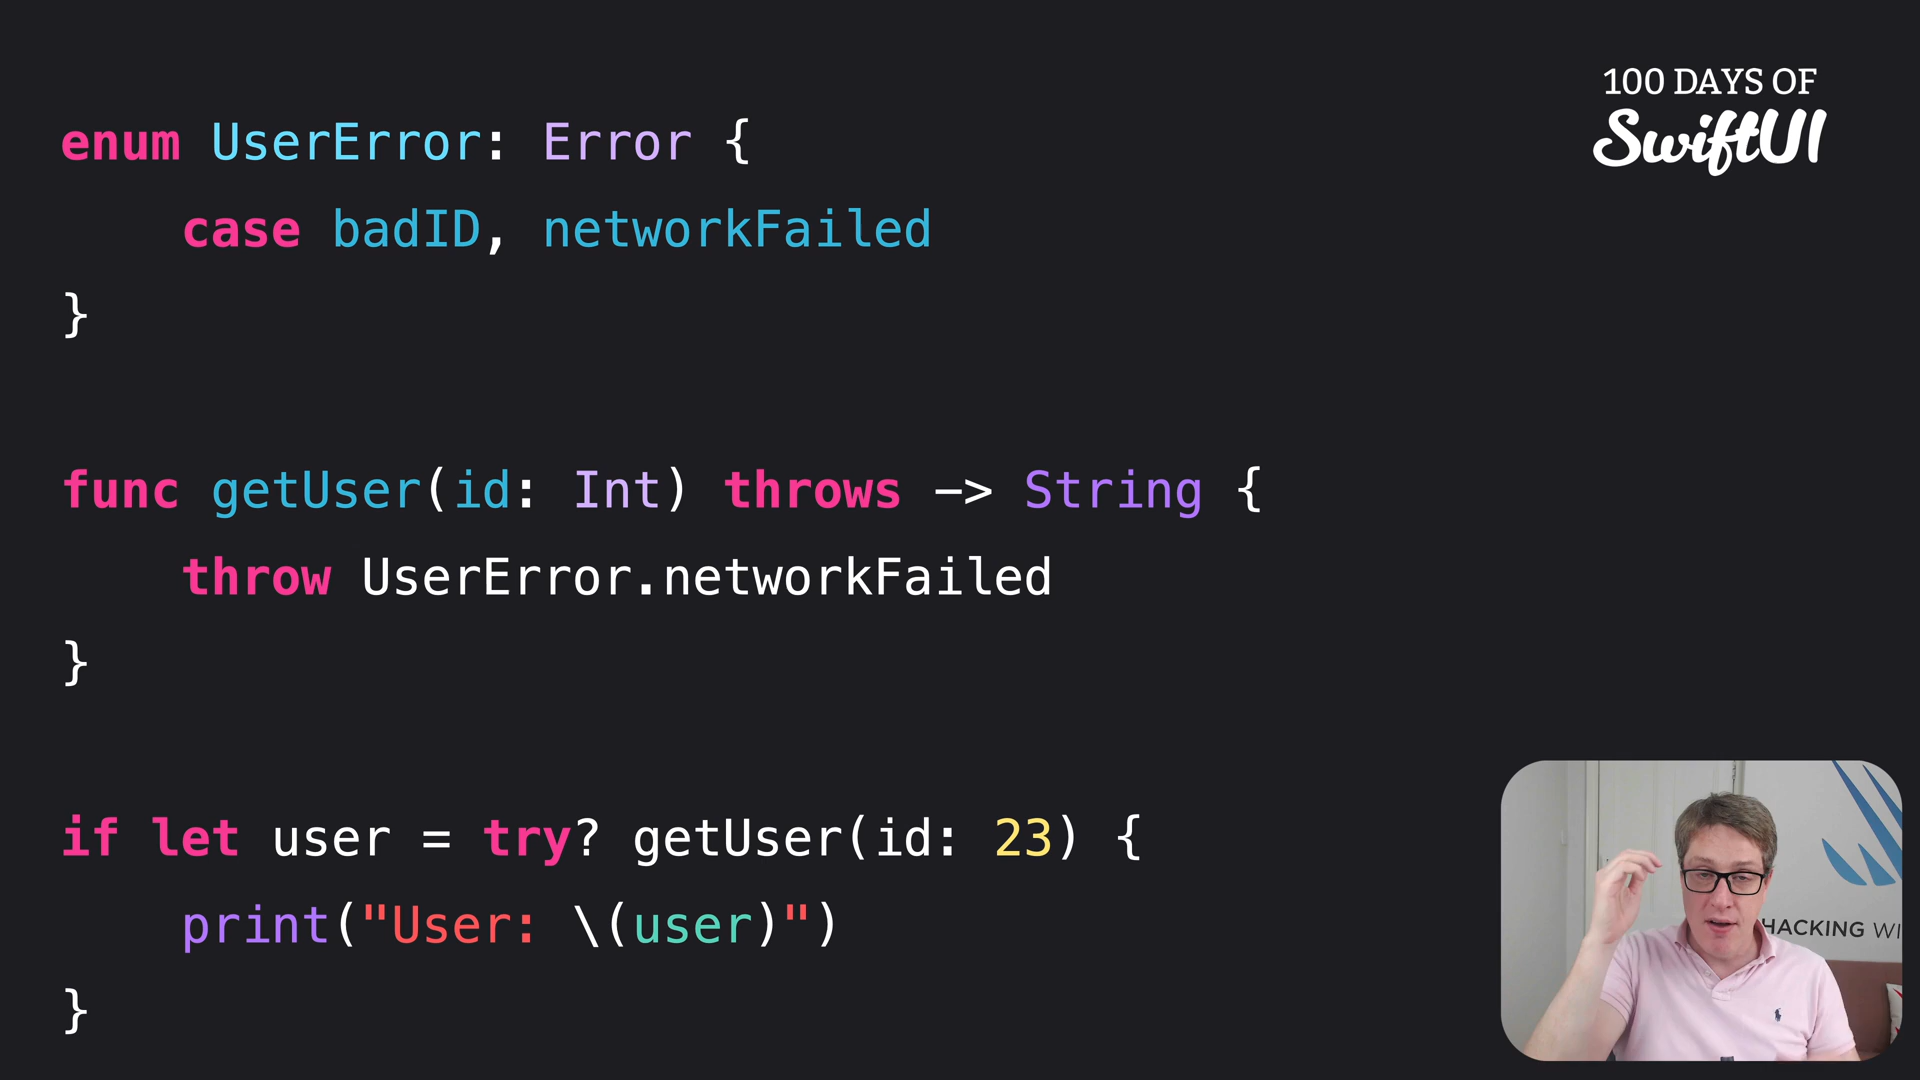 100 DAYS OF
SwiftUI
enum UserError: Error {
    case badID, networkFailed
}
func getUser(id: Int) throws -> String {
    throw UserError.networkFailed
}
if let user = try? getUser(id: 23) {
    print("User: \(user)")
}
HACKING WI